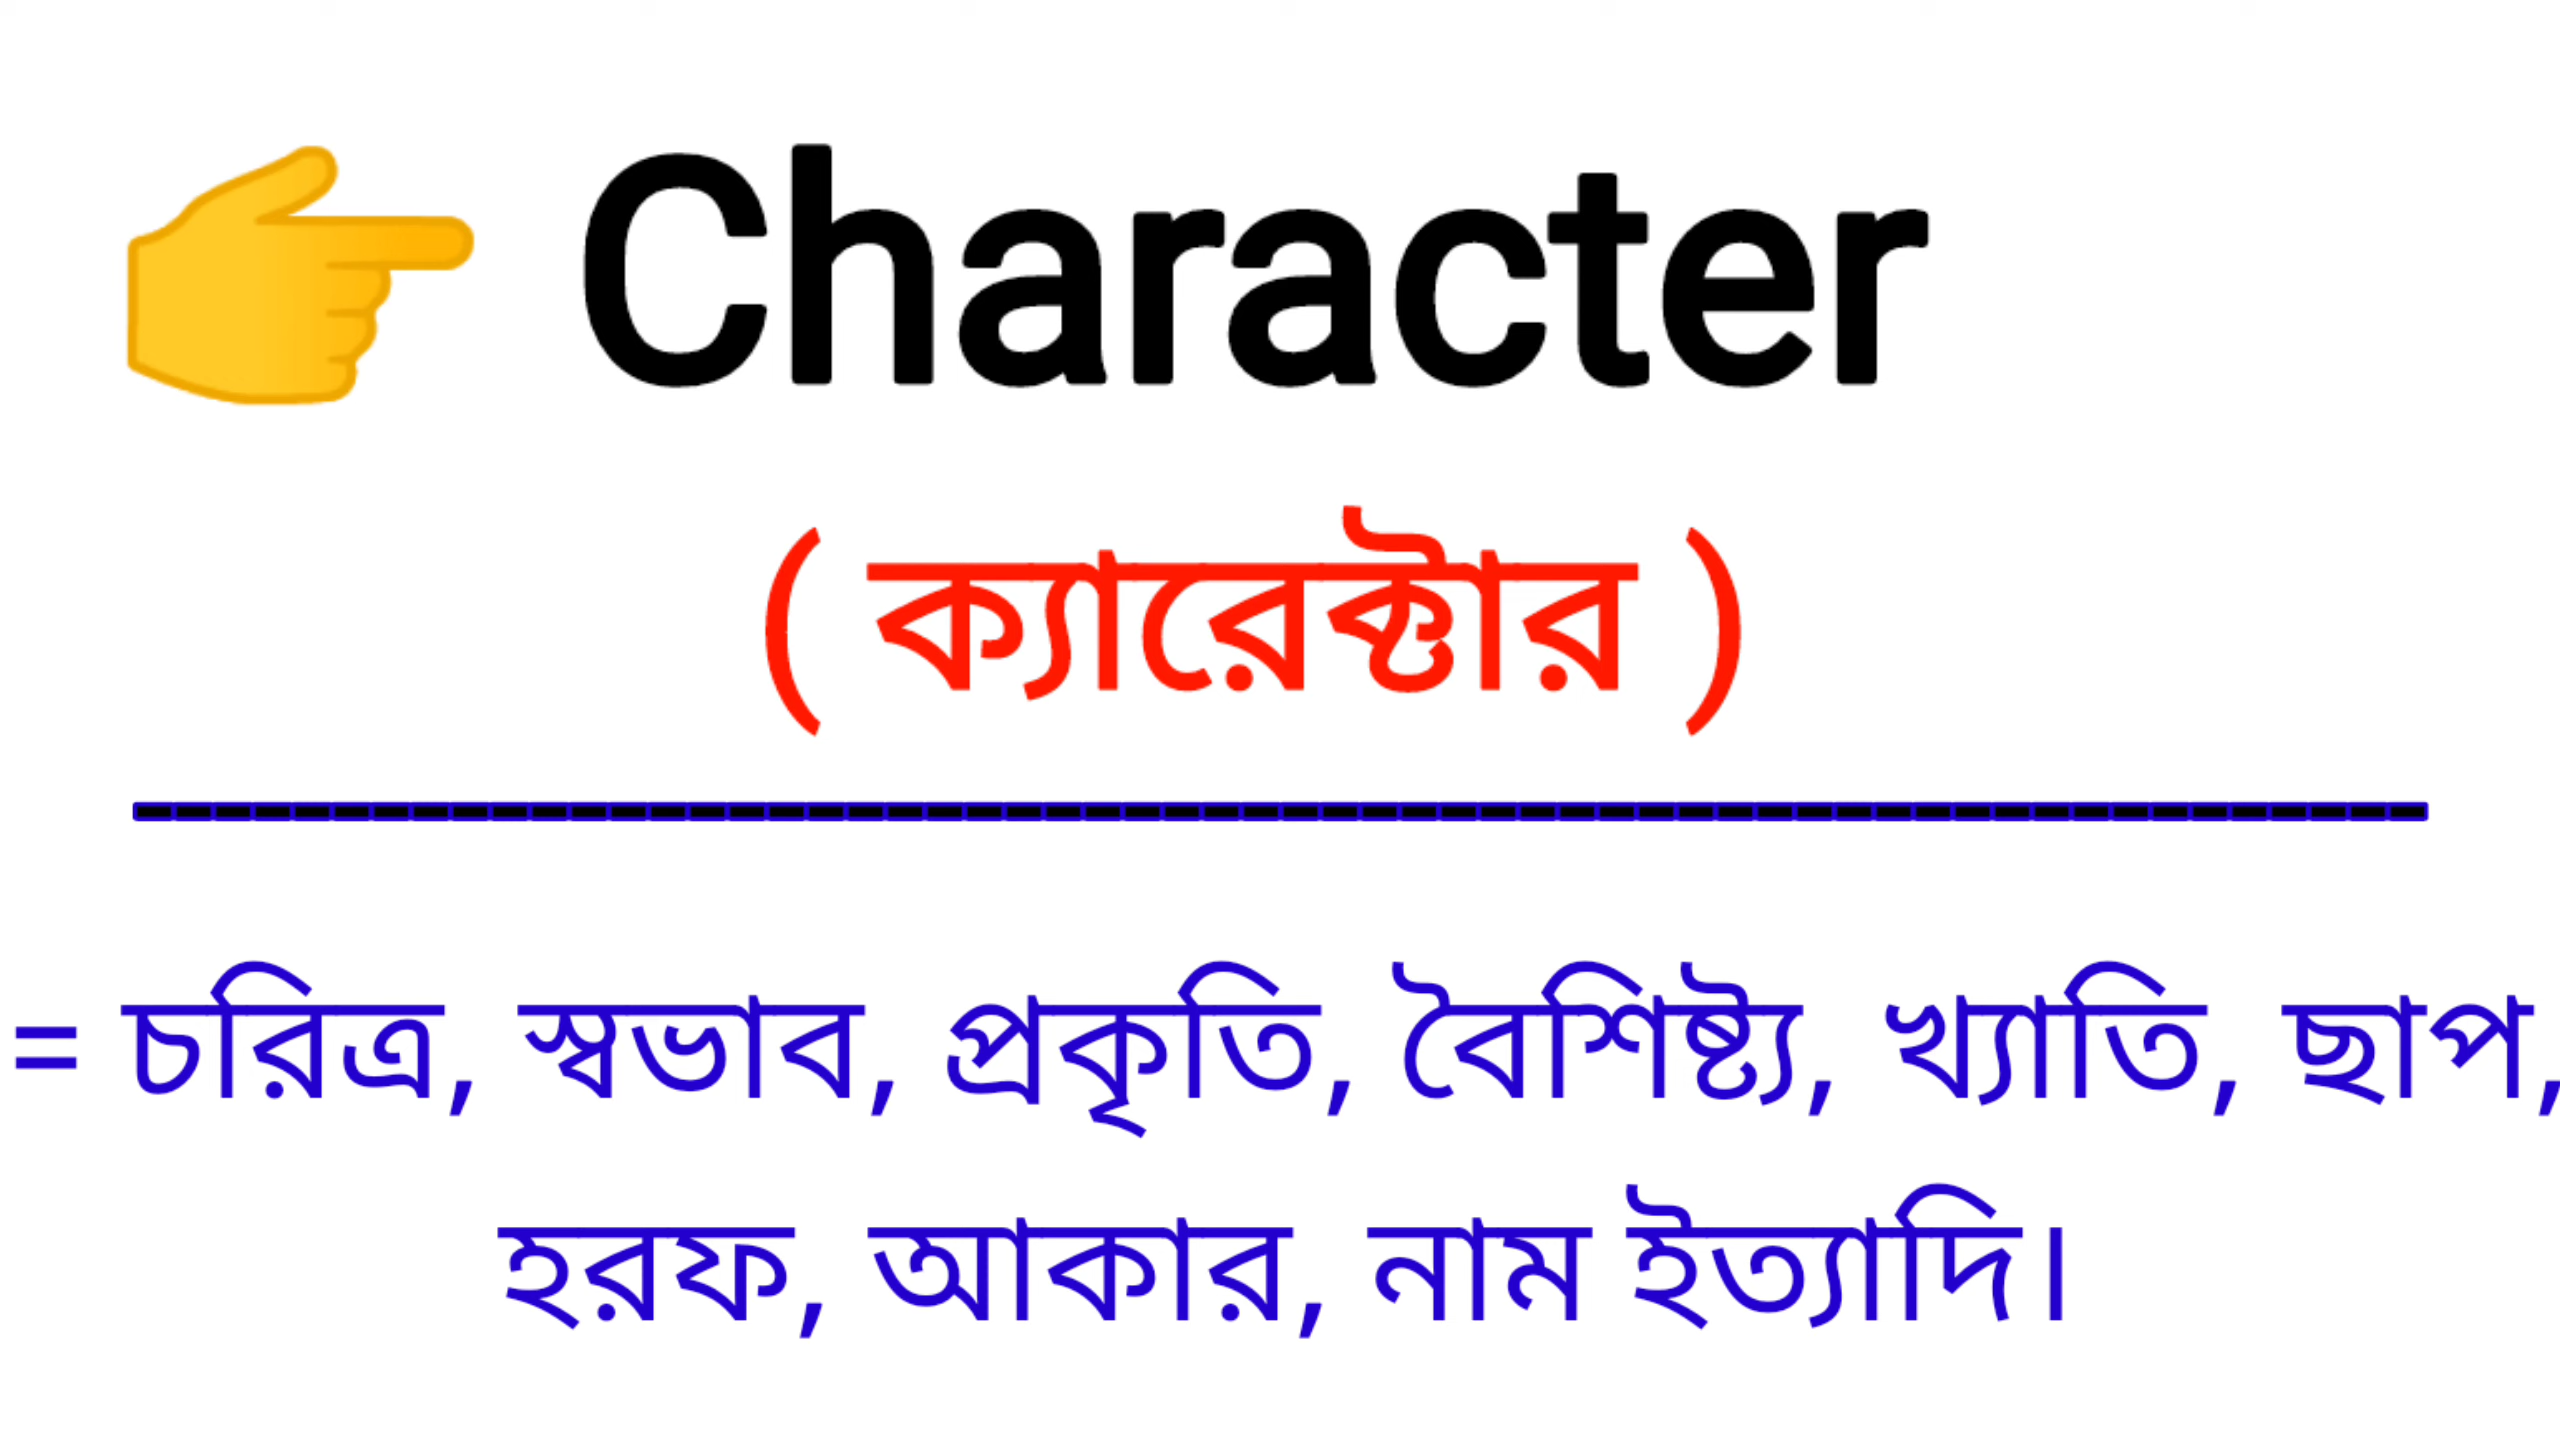 👉 Character
( ক্যারেক্টার )
--------------------------------------------------
= চরিত্র, স্বভাব, প্রকৃতি, বৈশিষ্ট্য, খ্যাতি, ছাপ,
হরফ, আকার, নাম ইত্যাদি।